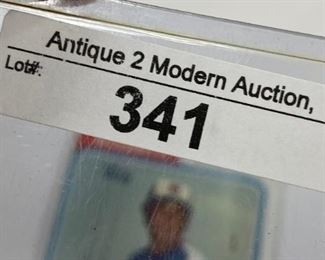 Antique 2 Modern Auction,
Lot#:
341